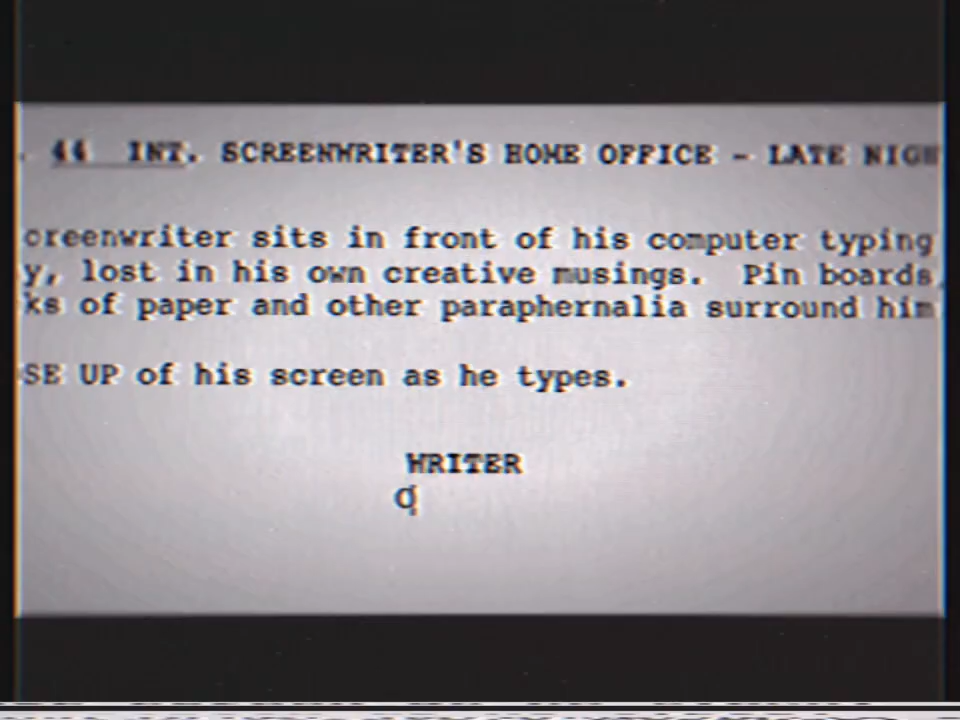 44 INT. SCREENWRITER'S HOME OFFICE - LATE NIGH
creenwriter sits in front of his computer typing
y, lost in his own creative musings. Pin boards,
ks of paper and other paraphernalia surround him
SE UP of his screen as he types.
WRITER